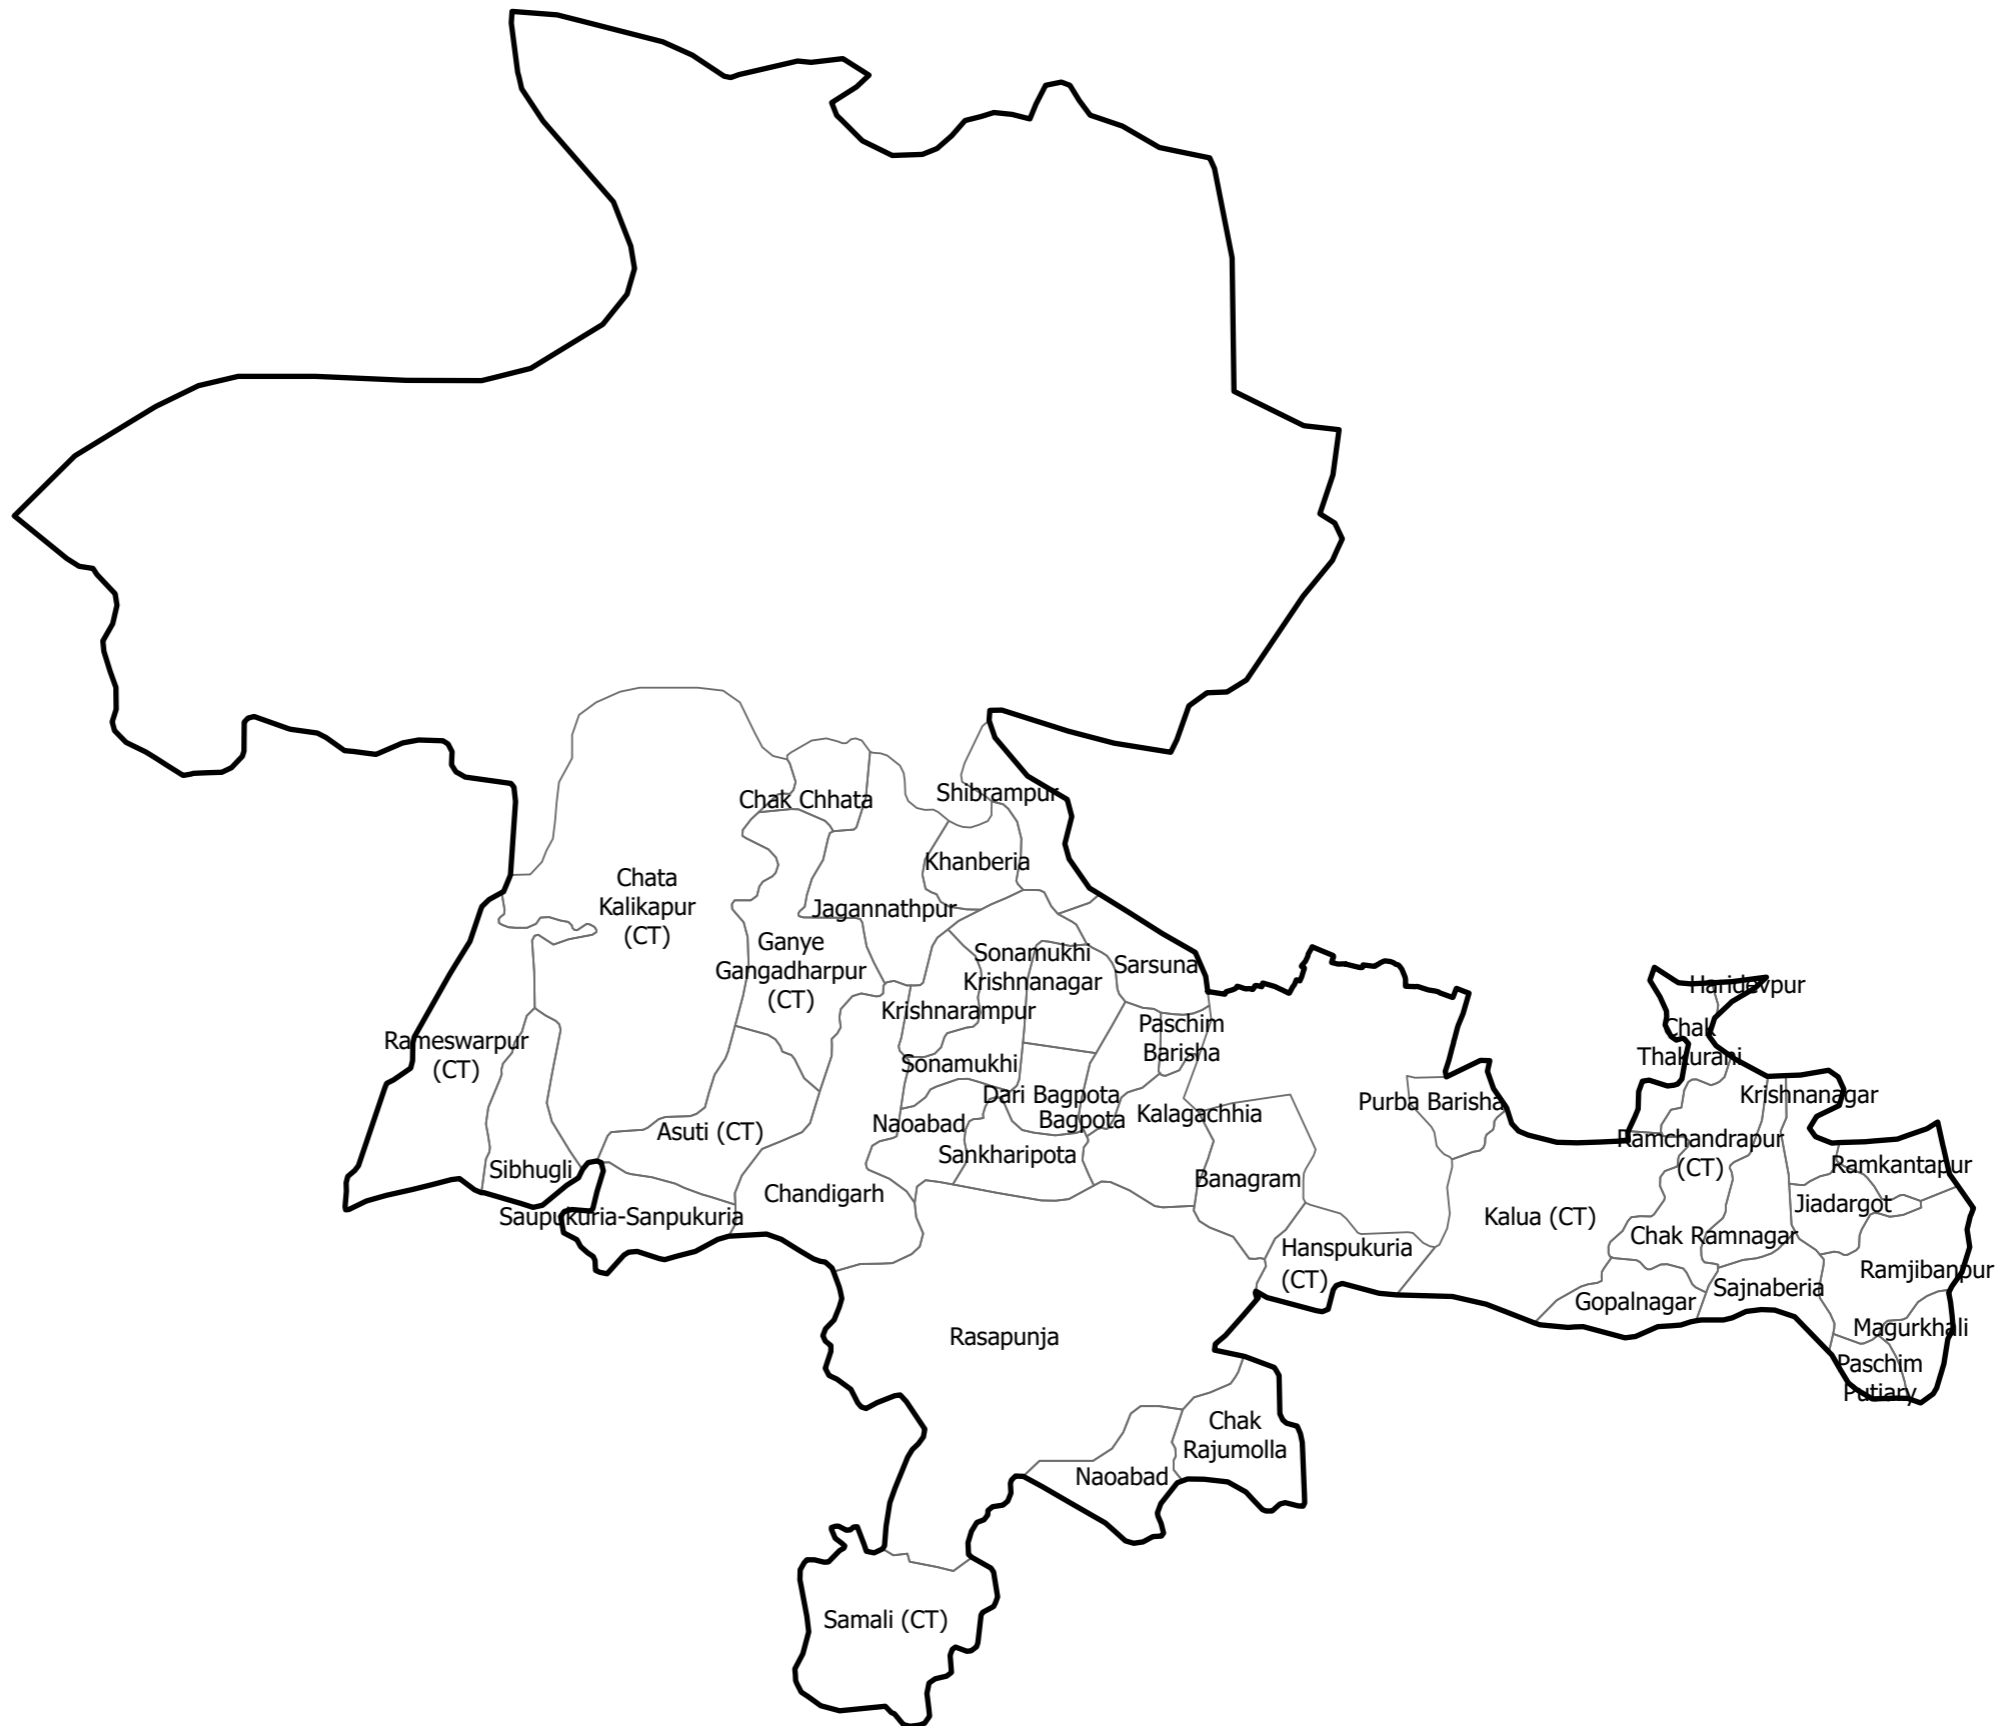 Shibrampur
Chak Chhata
Khanberia
Chata
Kalikapur
(CT)
Jagannathpur
Ganye
Gangadharpur
(CT)
Sonamukhi
Krishnanagar
Sarsuna
Haridevpur
Krishnarampur
Paschim
Barisha
Chak
Thakurani
Rameswarpur
(CT)
Sonamukhi
Dari Bagpota
Purba Barisha
Krishnanagar
Naoabad
Bagpota
Kalagachhia
Asuti (CT)
Ramchandrapur
(CT)
Sibhugli
Sankharipota
Banagram
Ramkantapur
Chandigarh
Jiadargot
Saupukuria-Sanpukuria
Kalua (CT)
Chak Ramnagar
Hanspukuria
(CT)
Ramjibanpur
Gopalnagar
Sajnaberia
Rasapunja
Magurkhali
Paschim
Putiary
Chak
Rajumolla
Naoabad
Samali (CT)